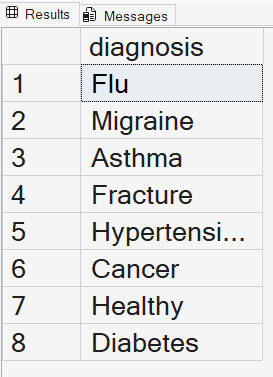 Results Messages
diagnosis
1 Flu
2 Migraine
3 Asthma
4 Fracture
5 Hypertensi...
6 Cancer
7 Healthy
8 Diabetes